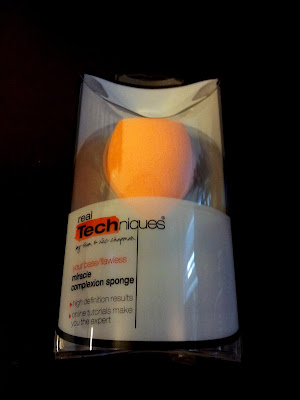 real
Techniques®
by Sam & Nic Chapman
your base/flawless
miracle
complexion sponge
high definition results
online tutorials make
you the expert